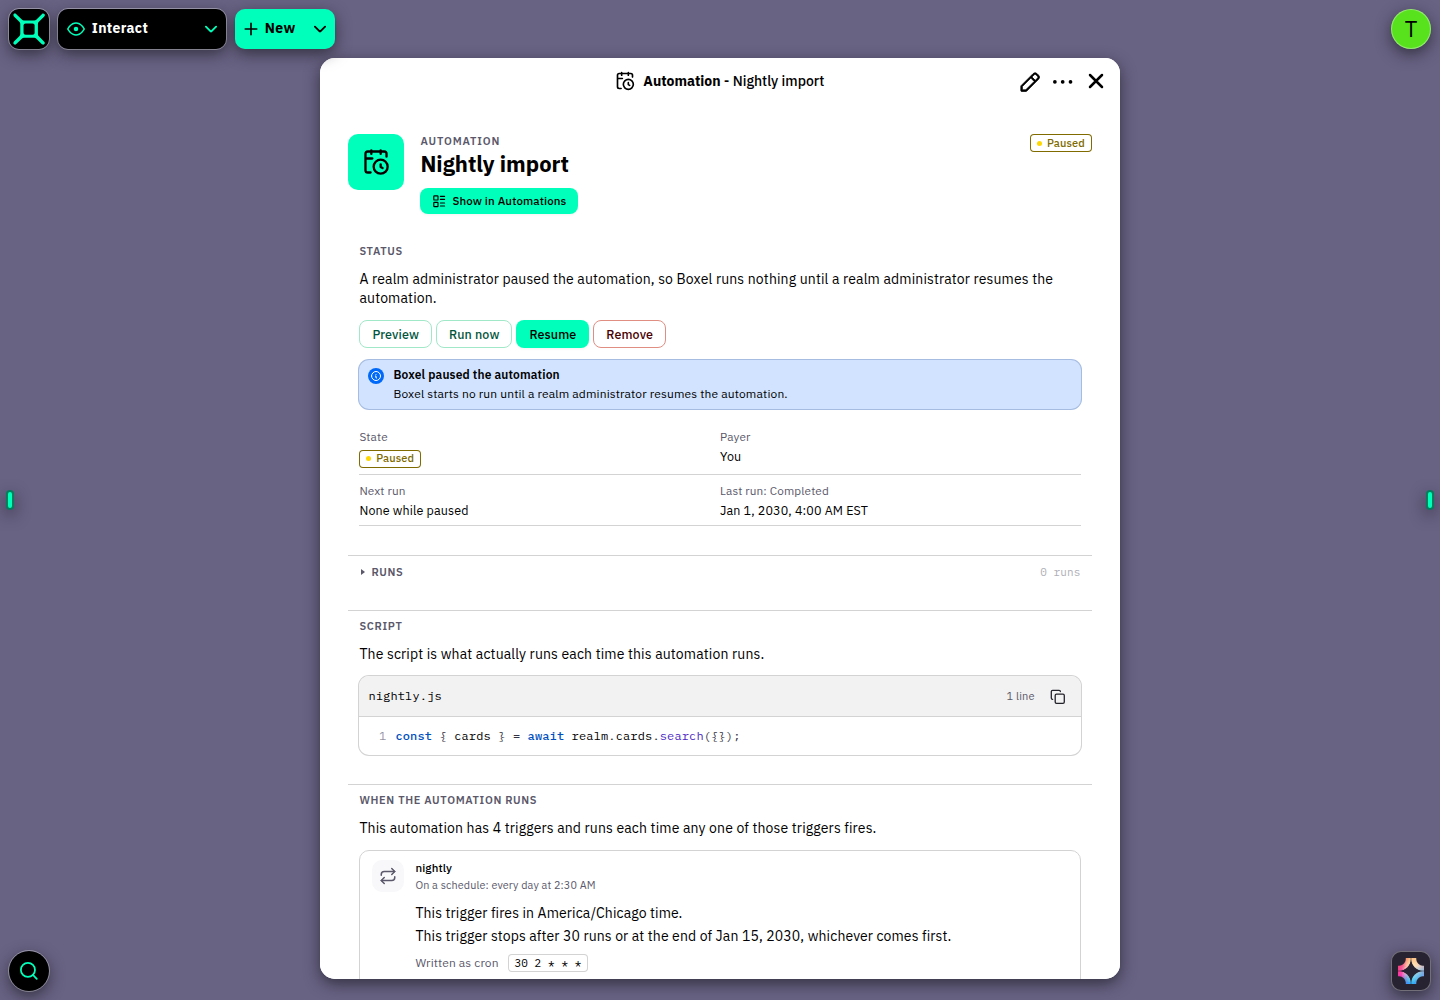 Interact
New
T
Automation - Nightly import
AUTOMATION
Nightly import
Paused
Show in Automations
STATUS
A realm administrator paused the automation, so Boxel runs nothing until a realm administrator resumes the
automation.
Preview
Run now
Resume
Remove
Boxel paused the automation
Boxel starts no run until a realm administrator resumes the automation.
State
Payer
Paused
You
Next run
Last run: Completed
None while paused
Jan 1, 2030, 4:00 AM EST
RUNS
0 runs
SCRIPT
The script is what actually runs each time this automation runs.
nightly.js
1 line
1 const { cards } = await realm.cards.search({});
WHEN THE AUTOMATION RUNS
This automation has 4 triggers and runs each time any one of those triggers fires.
nightly
On a schedule: every day at 2:30 AM
This trigger fires in America/Chicago time.
This trigger stops after 30 runs or at the end of Jan 15, 2030, whichever comes first.
Written as cron 30 2 * * *